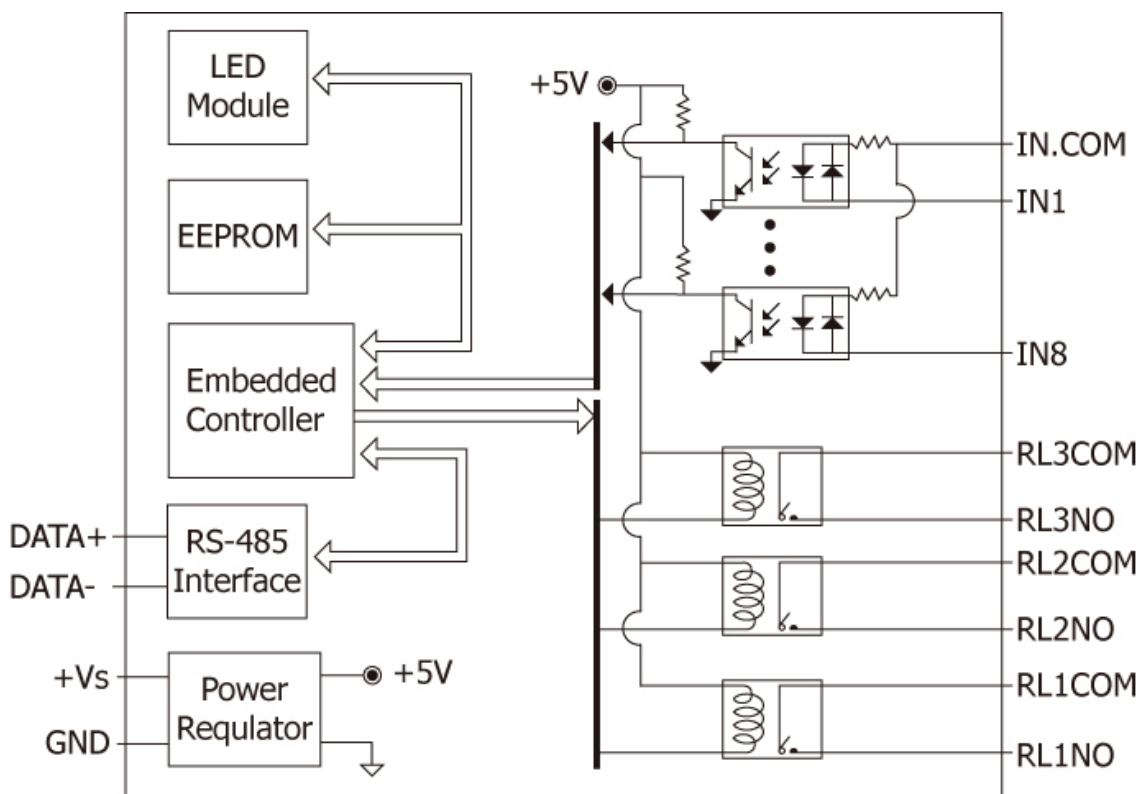 LED
Module
EEPROM
Embedded
Controller
RS-485
Interface
Power
Requlator
DATA+
DATA-
+Vs
GND
+5V
+5V
IN.COM
IN1
IN8
RL3COM
RL3NO
RL2COM
RL2NO
RL1COM
RL1NO